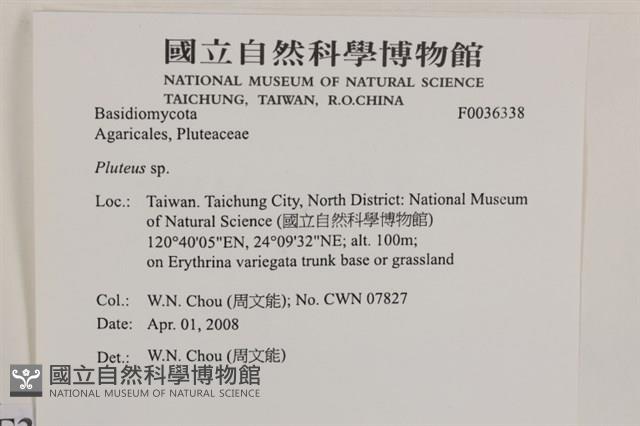 國立自然科學博物館
NATIONAL MUSEUM OF NATURAL SCIENCE
TAICHUNG, TAIWAN, R.O.CHINA
Basidiomycota F0036338
Agaricales, Pluteaceae
Pluteus sp.
Loc.: Taiwan. Taichung City, North District: National Museum
of Natural Science (國立自然科學博物館)
120°40'05"EN, 24°09'32"NE; alt. 100m;
on Erythrina variegata trunk base or grassland
Col.: W.N. Chou (周文能); No. CWN 07827
Date: Apr. 01, 2008
Det.: W.N. Chou (周文能)
國立自然科學博物館
NATIONAL MUSEUM OF NATURAL SCIENCE